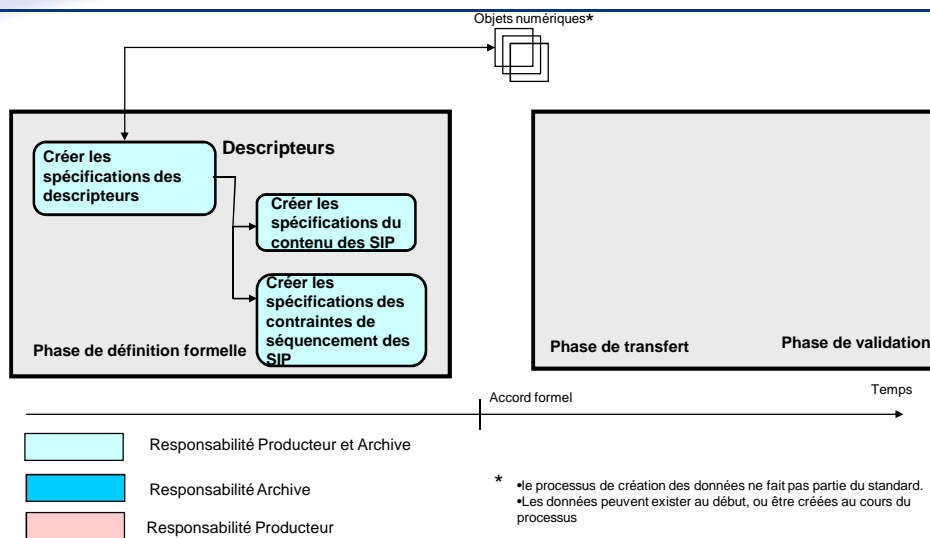 Objets numériques*
Descripteurs
Créer les
spécifications des
descripteurs
Créer les
spécifications du
contenu des SIP
Créer les
spécifications des
contraintes de
séquencement des
SIP
Phase de définition formelle
Phase de transfert
Phase de validation
Accord formel
Temps
Responsabilité Producteur et Archive
Responsabilité Archive
Responsabilité Producteur
* •le processus de création des données ne fait pas partie du standard.
•Les données peuvent exister au début, ou être créées au cours du
processus